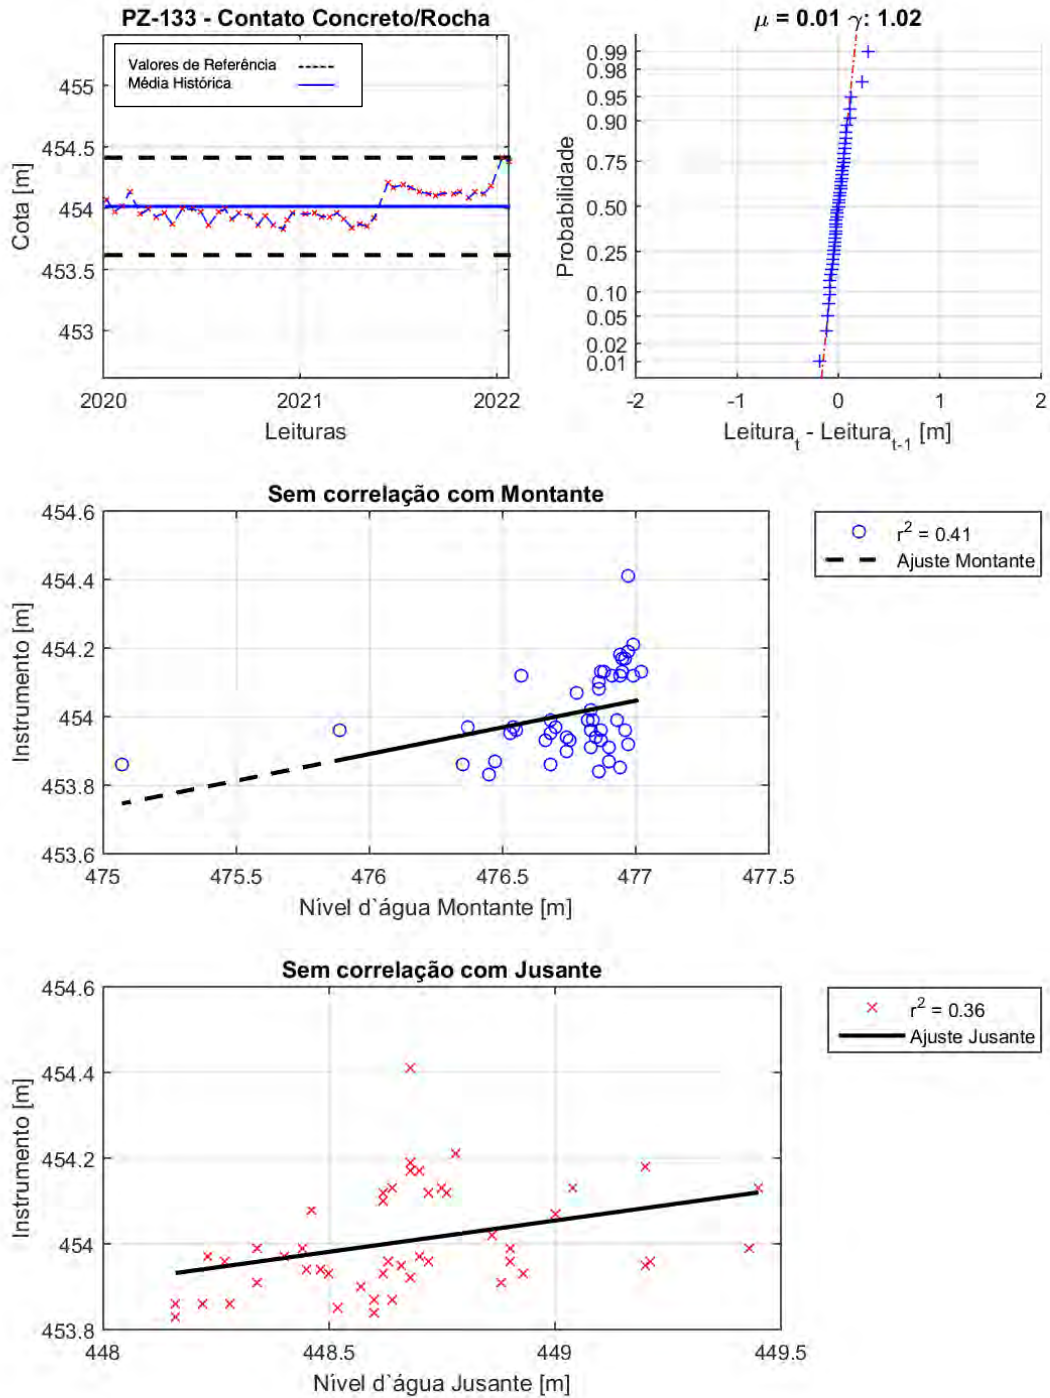 PZ-133 - Contato Concreto/Rocha
Valores de Referência
Média Histórica
455
454.5
454
453.5
453
Cota [m]
2020
2021
2022
Leituras
μ = 0.01 γ: 1.02
0.99
0.98
0.95
0.90
0.75
0.50
0.25
0.10
0.05
0.02
0.01
Probabilidade
-2
-1
0
1
2
Leitura_t - Leitura_t-1 [m]
Sem correlação com Montante
454.6
454.4
454.2
454
453.8
453.6
Instrumento [m]
475
475.5
476
476.5
477
477.5
Nível d`água Montante [m]
r² = 0.41
Ajuste Montante
Sem correlação com Jusante
454.6
454.4
454.2
454
453.8
Instrumento [m]
448
448.5
449
449.5
Nível d`água Jusante [m]
r² = 0.36
Ajuste Jusante